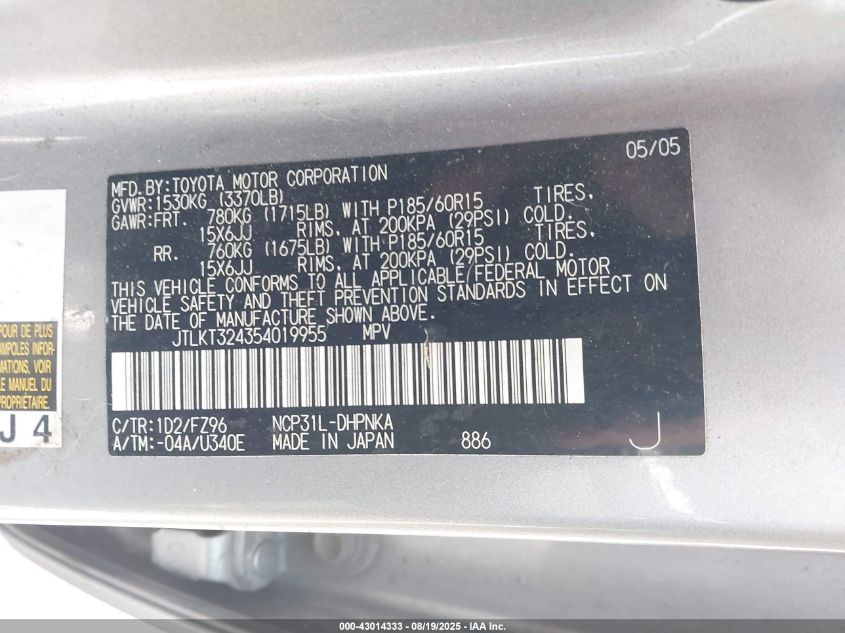 05/05
MFD. BY: TOYOTA MOTOR CORPORATION
GVWR: 1530KG (3370LB)
GAWR: FRT. 780KG (1715LB) WITH P185/60R15 TIRES,
15X6JJ RIMS, AT 200KPA (29PSI) COLD.
RR. 760KG (1675LB) WITH P185/60R15 TIRES,
15X6JJ RIMS, AT 200KPA (29PSI) COLD.
THIS VEHICLE CONFORMS TO ALL APPLICABLE FEDERAL MOTOR
VEHICLE SAFETY AND THEFT PREVENTION STANDARDS IN EFFECT ON
THE DATE OF MANUFACTURE SHOWN ABOVE.
JTLKT324354019955 MPV
C/TR: 1D2/FZ96 NCP31L-DHPNKA
A/TM: -04A/U340E MADE IN JAPAN 886 J
POUR DE PLUS
AMPLES INFOR-
MATIONS, VOIR
LE MANUEL
PROPRIÉTAIRE.
J 4
000-43014333 - 08/19/2025 - IAA Inc.